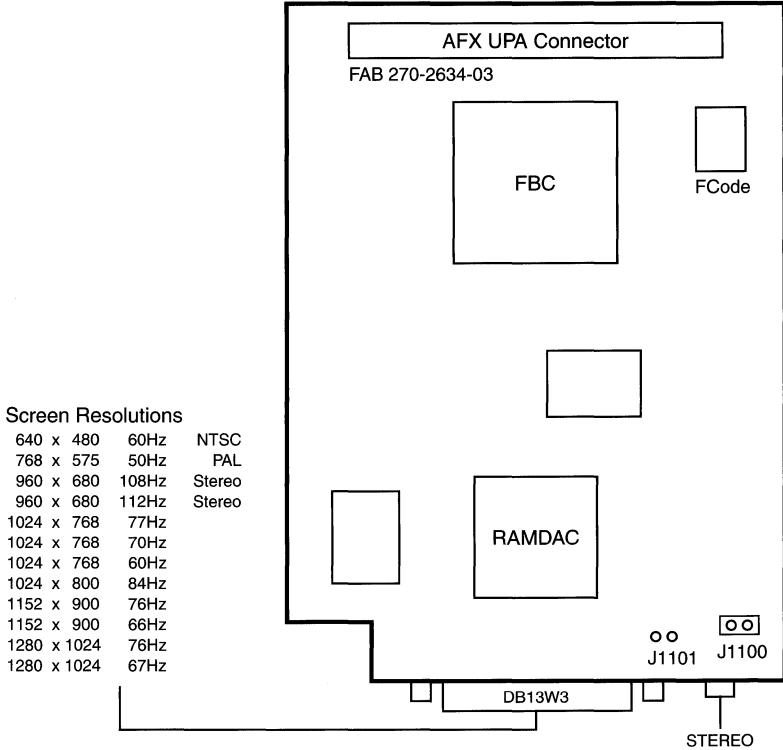 AFX UPA Connector
FAB 270-2634-03
FBC
FCode
Screen Resolutions
640 x 480 60Hz NTSC
768 x 575 50Hz PAL
960 x 680 108Hz Stereo
960 x 680 112Hz Stereo
1024 x 768 77Hz
1024 x 768 70Hz
1024 x 768 60Hz
1024 x 800 84Hz
1152 x 900 76Hz
1152 x 900 66Hz
1280 x 1024 76Hz
1280 x 1024 67Hz
RAMDAC
J1101
J1100
DB13W3
STEREO